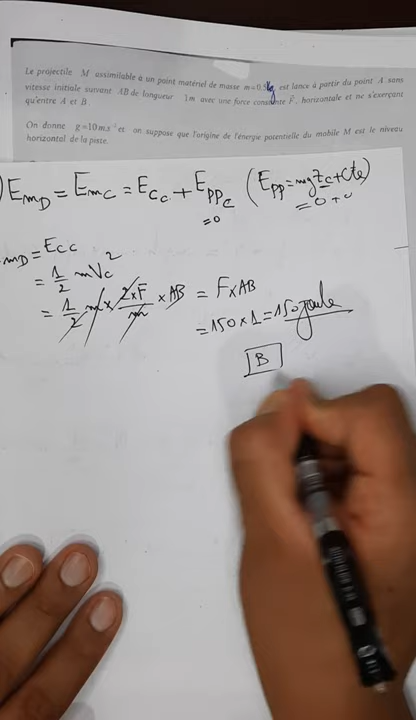 Le projectile M assimilable à un point matériel de masse m=0,5kg est lancé à partir du point A sans
vitesse initiale suivant AB de longueur 1m avec une force constante F, horizontale et ne s'exerçant
qu'entre A et B.
On donne g=10m.s⁻² et on suppose que l'origine de l'énergie potentielle du mobile M est le niveau
horizontal de la piste.
) EmD = EmC = Ecc + EppC (Epp=mgZc+Cte)
=0 =0+0
mD = ECC
= 1/2 mVc²
= 1/2 m × 2×F/m × AB = F×AB
= 150×1 = 150 joule
B